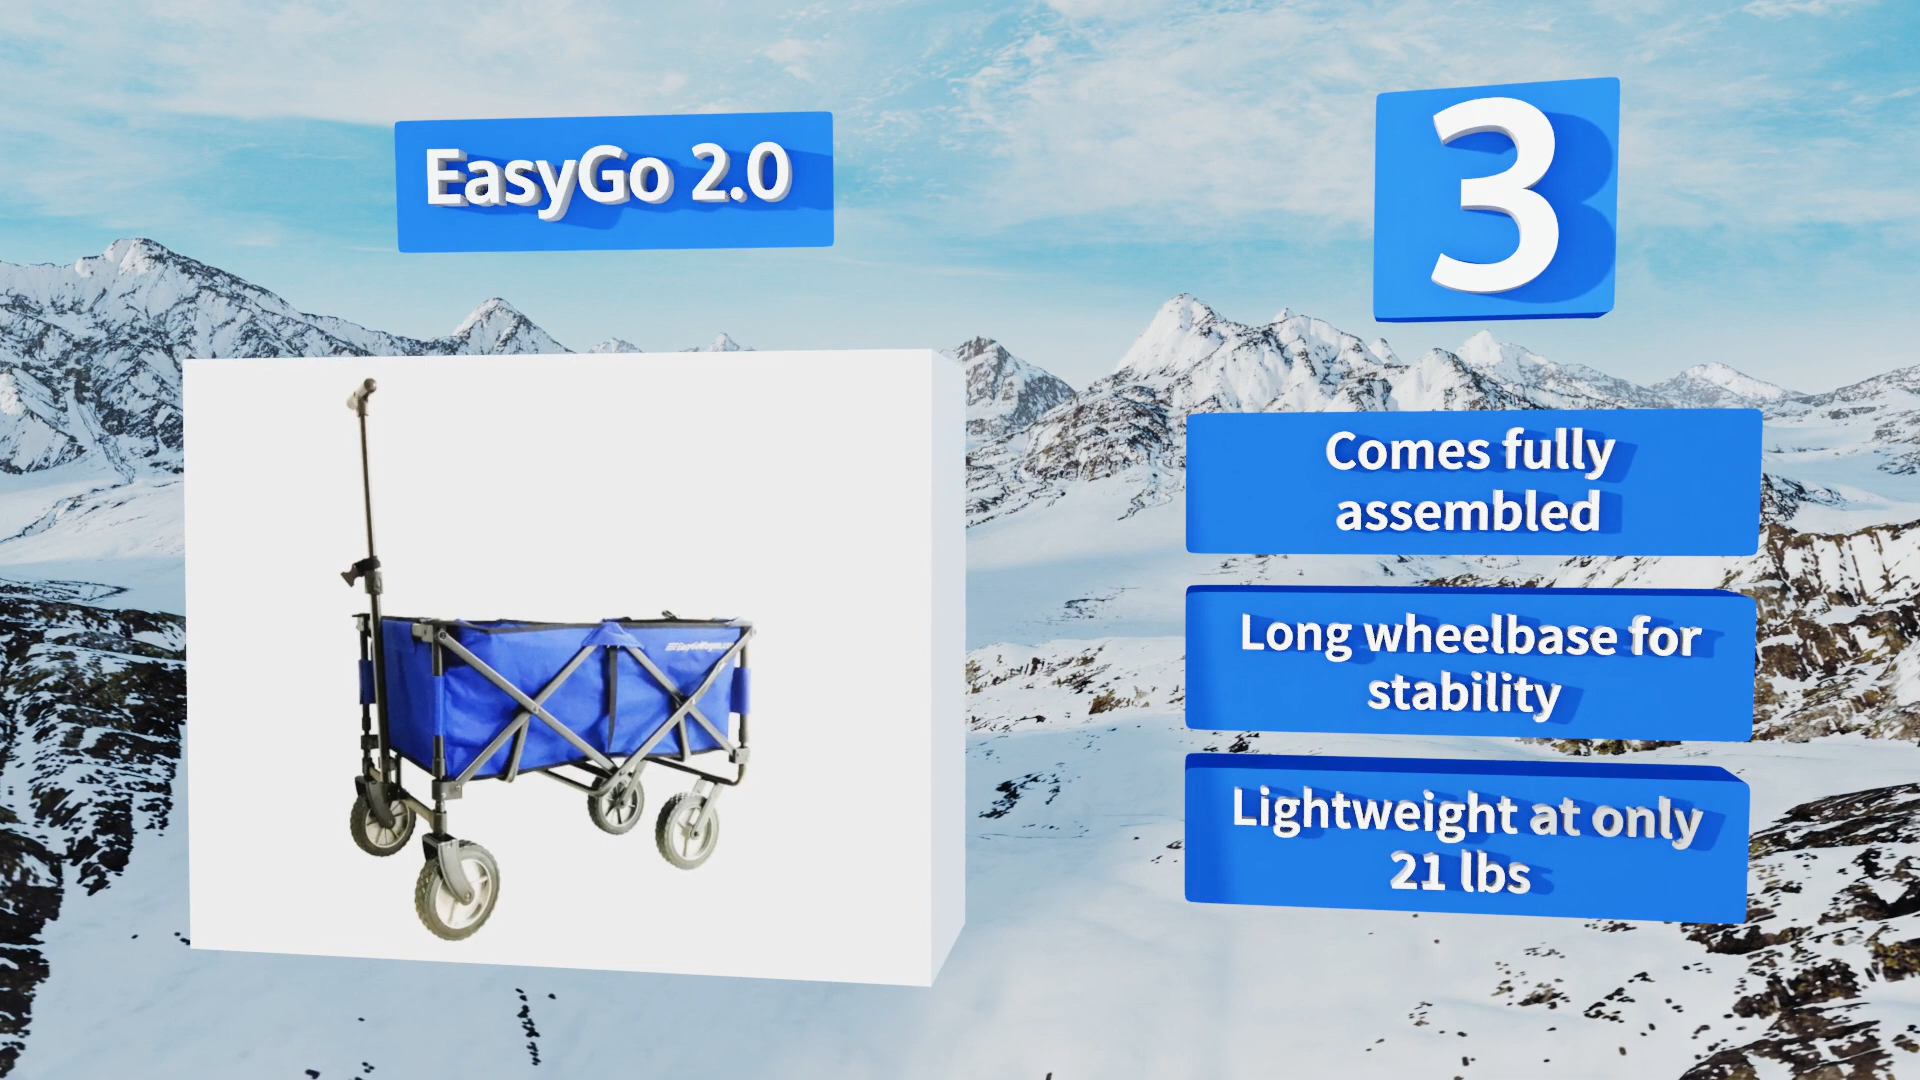 EasyGo 2.0
3
Comes fully
assembled
Long wheelbase for
stability
Lightweight at only
21 lbs